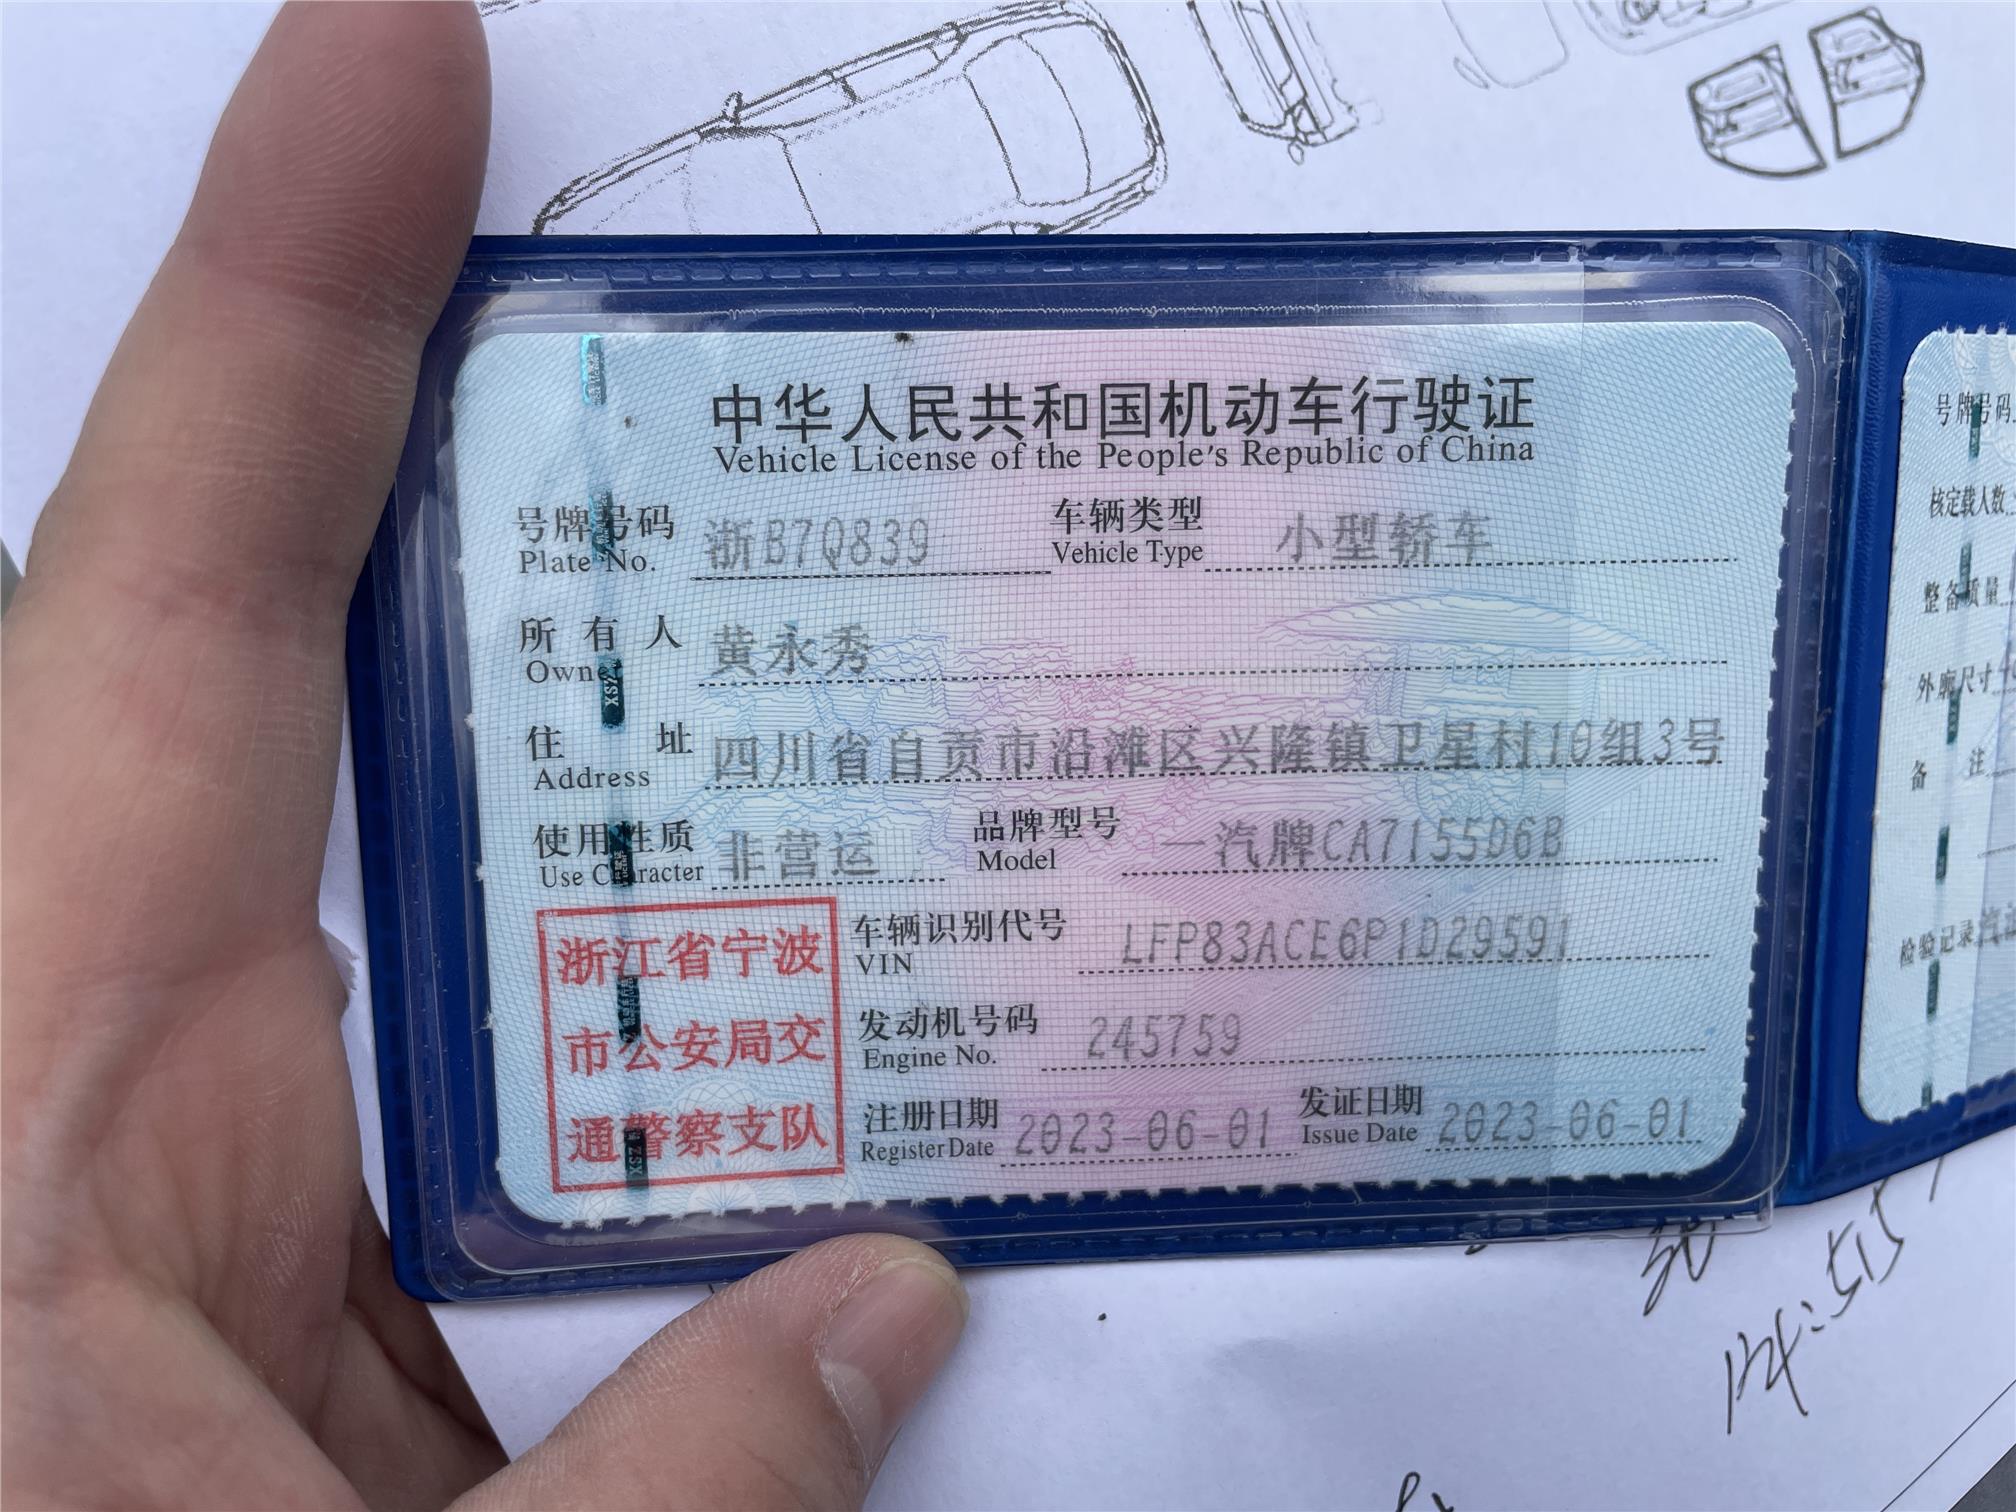 中华人民共和国机动车行驶证
Vehicle License of the People's Republic of China
号牌号码 浙B7Q839 车辆类型 小型轿车
Plate No. Vehicle Type
所有人 黄永秀
Owner
住址 四川省自贡市沿滩区兴隆镇卫星村10组3号
Address
使用性质 非营运 品牌型号 一汽牌CA7155D6B
Use Character Model
浙江省宁波
市公安局交
通警察支队
车辆识别代号 LFP83ACE6P1D29591
VIN
发动机号码 245759
Engine No.
注册日期 2023-06-01 发证日期 2023-06-01
Register Date Issue Date
号牌号码
核定载人数
整备质量
外廓尺寸
备注
检验记录